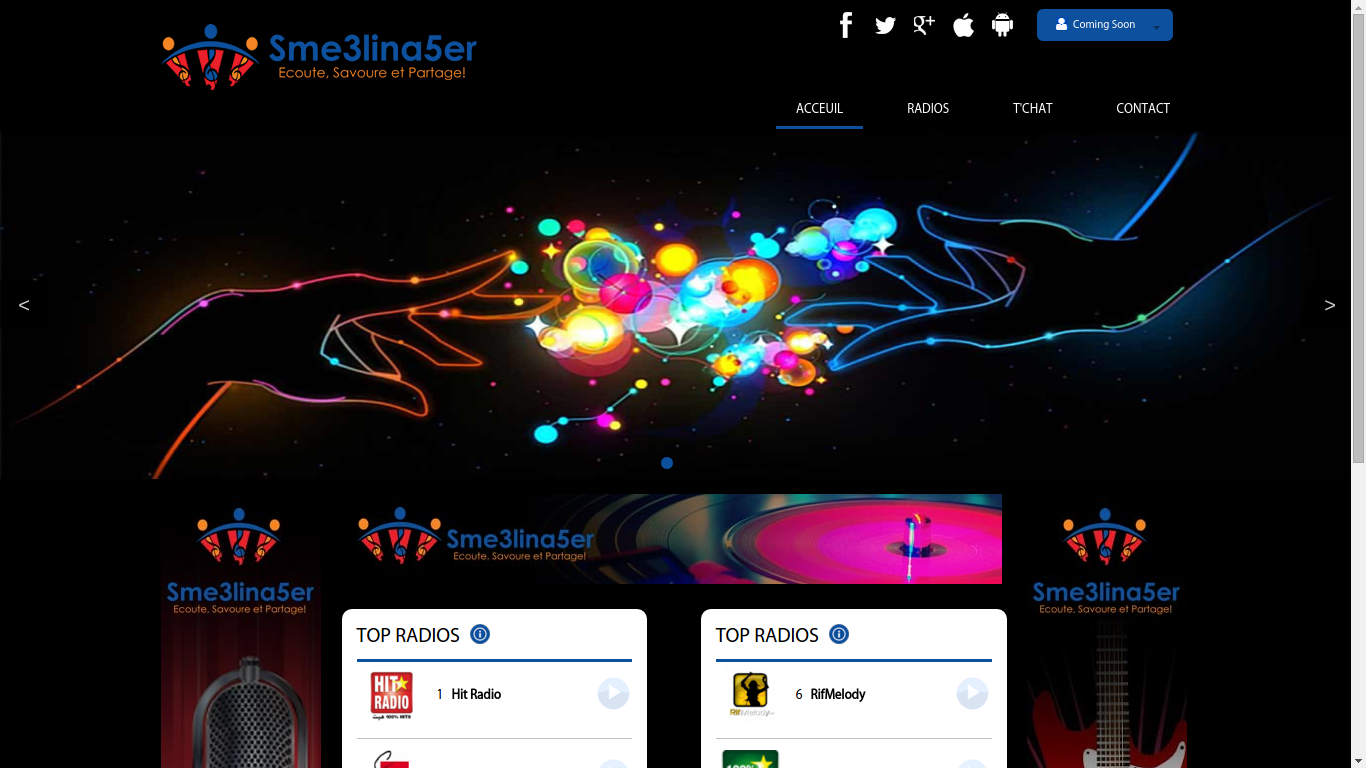 Coming Soon
Sme3lina5er
Ecoute, Savoure et Partage!
ACCEUIL RADIOS T'CHAT CONTACT
< >
Sme3lina5er
Ecoute, Savoure et Partage!
Sme3lina5er
Ecoute, Savoure et Partage!
Sme3lina5er
Ecoute, Savoure et Partage!
TOP RADIOS
HIT
RADIO
100% HITS هيت
1 Hit Radio
TOP RADIOS
RifMelody
6 RifMelody